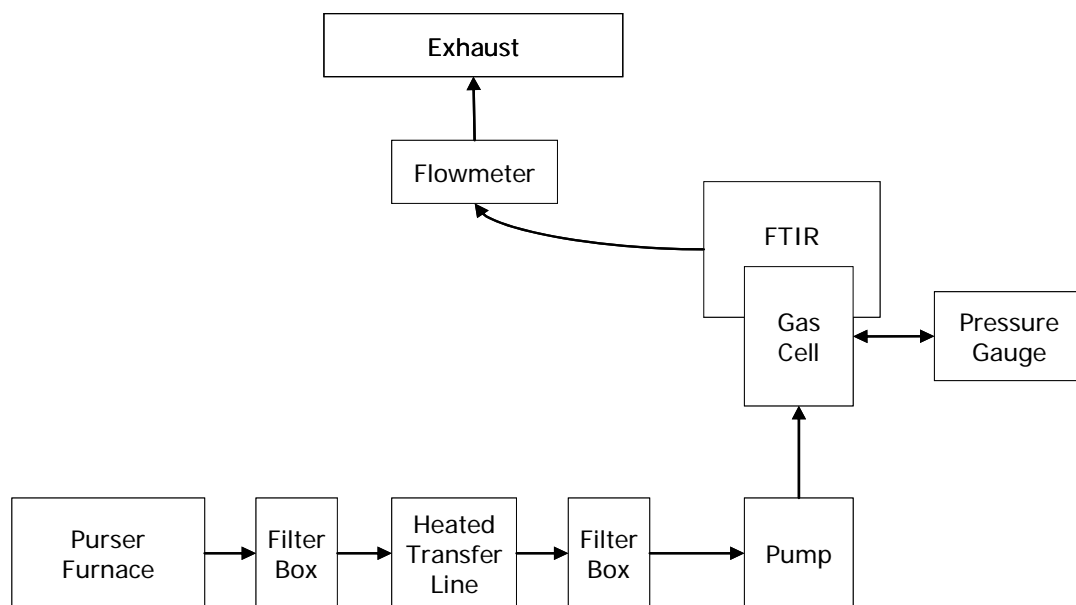 Exhaust
Flowmeter
FTIR
Gas
Cell
Pressure
Gauge
Purser
Furnace
Filter
Box
Heated
Transfer
Line
Filter
Box
Pump